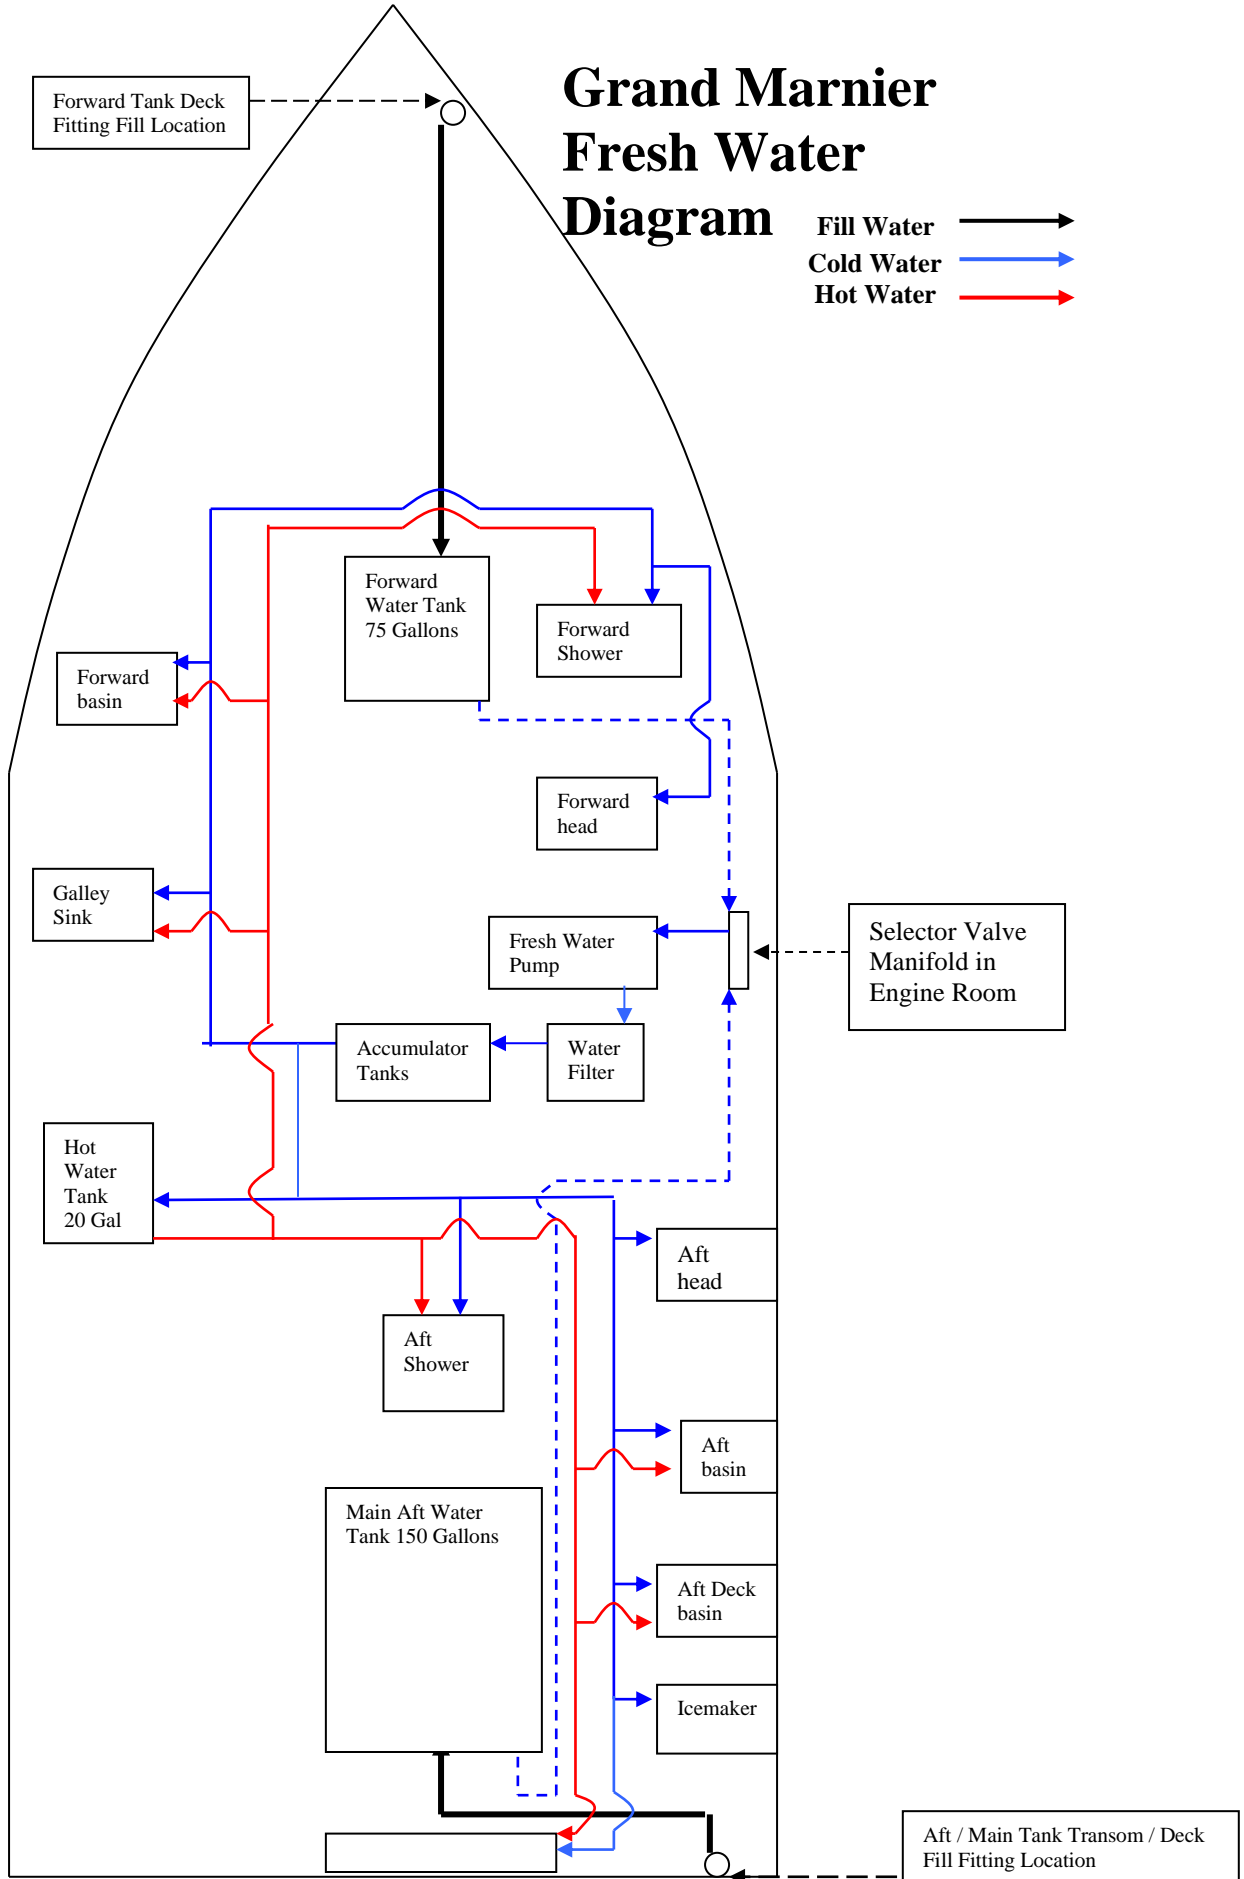 Grand Marnier
Fresh Water
Diagram
Forward Tank Deck
Fitting Fill Location
Fill Water
Cold Water
Hot Water
Forward
Water Tank
75 Gallons
Forward
Shower
Forward
basin
Forward
head
Galley
Sink
Fresh Water
Pump
Selector Valve
Manifold in
Engine Room
Accumulator
Tanks
Water
Filter
Hot
Water
Tank
20 Gal
Aft
head
Aft
Shower
Aft
basin
Main Aft Water
Tank 150 Gallons
Aft Deck
basin
Icemaker
Aft / Main Tank Transom / Deck
Fill Fitting Location